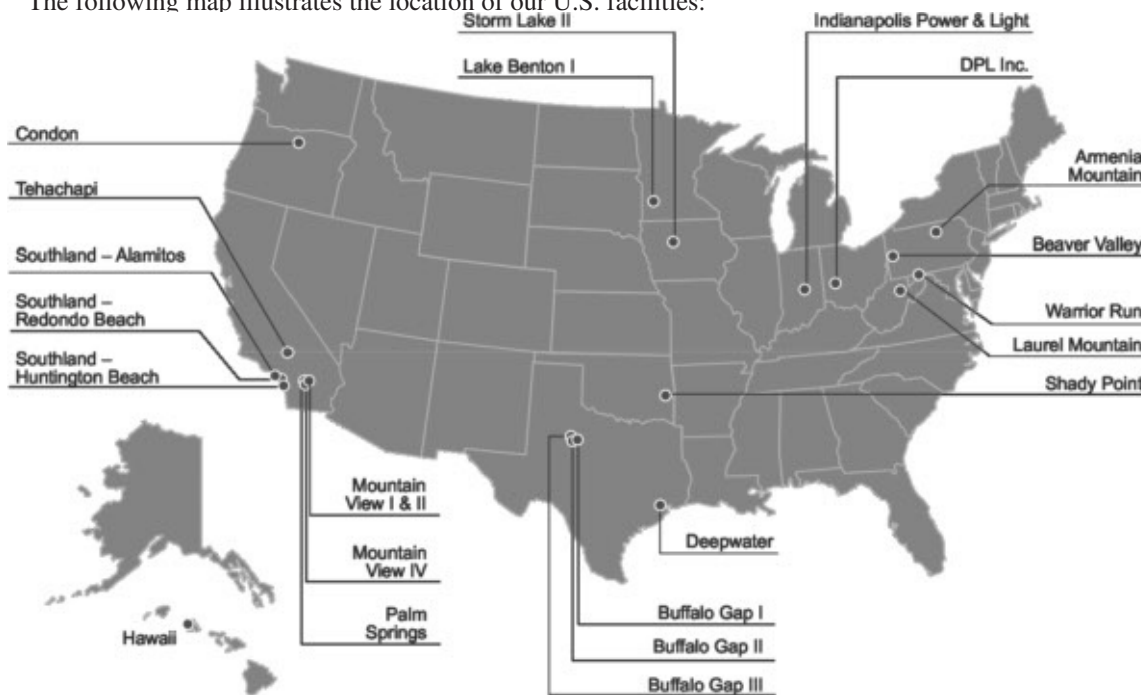 The following map illustrates the location of our U.S. facilities:
Storm Lake II
Indianapolis Power & Light
Lake Benton I
DPL Inc.
Condon
Armenia
Mountain
Tehachapi
Beaver Valley
Southland – Alamitos
Southland –
Redondo Beach
Warrior Run
Laurel Mountain
Southland –
Huntington Beach
Shady Point
Mountain
View I & II
Deepwater
Mountain
View IV
Palm
Springs
Buffalo Gap I
Hawaii
Buffalo Gap II
Buffalo Gap III